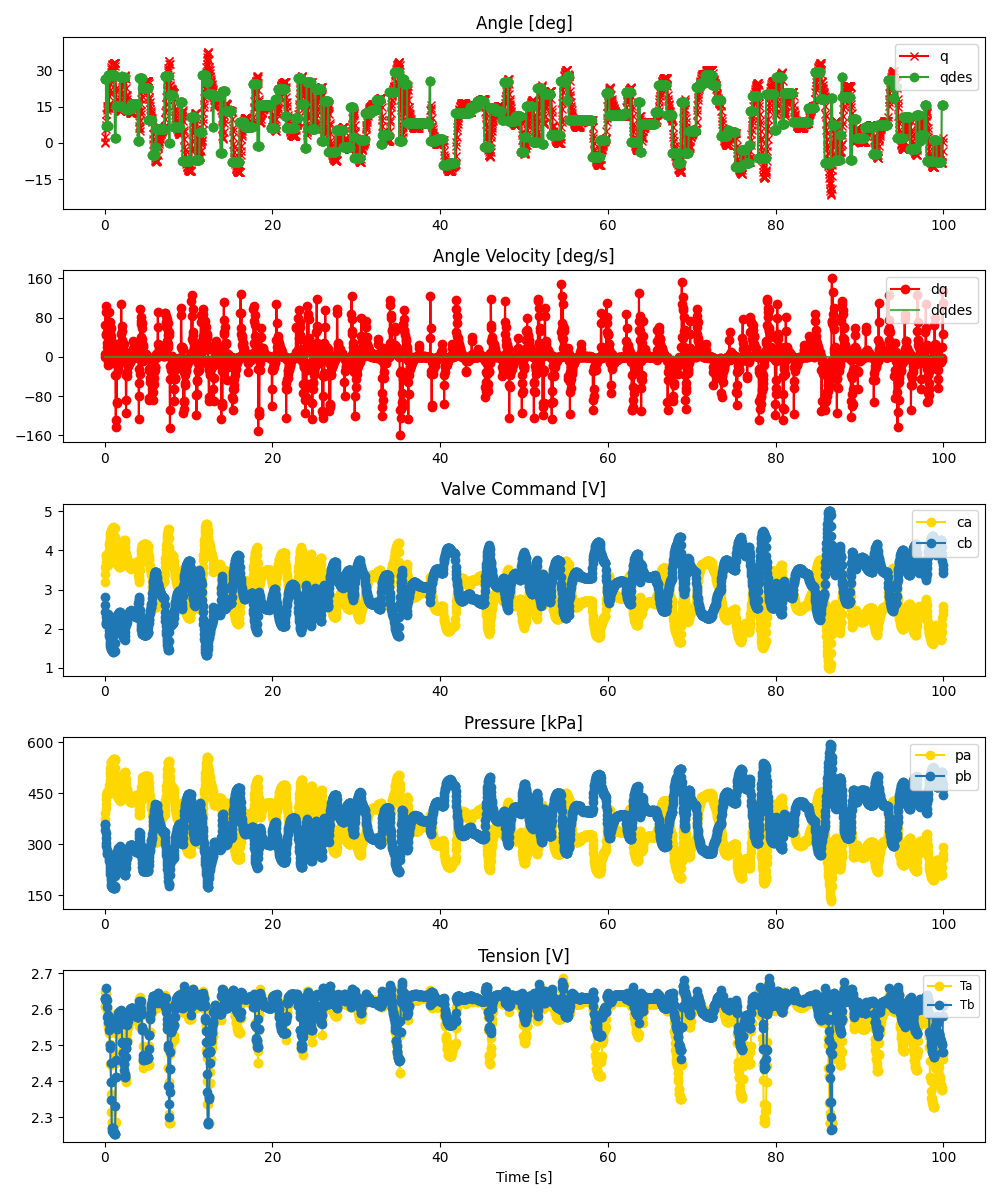 Angle [deg]
30
15
0
−15
q
qdes
0 20 40 60 80 100
Angle Velocity [deg/s]
160
80
0
−80
−160
dq
dqdes
0 20 40 60 80 100
Valve Command [V]
5
4
3
2
1
ca
cb
0 20 40 60 80 100
Pressure [kPa]
600
450
300
150
pa
pb
0 20 40 60 80 100
Tension [V]
2.7
2.6
2.5
2.4
2.3
Ta
Tb
0 20 40 60 80 100
Time [s]